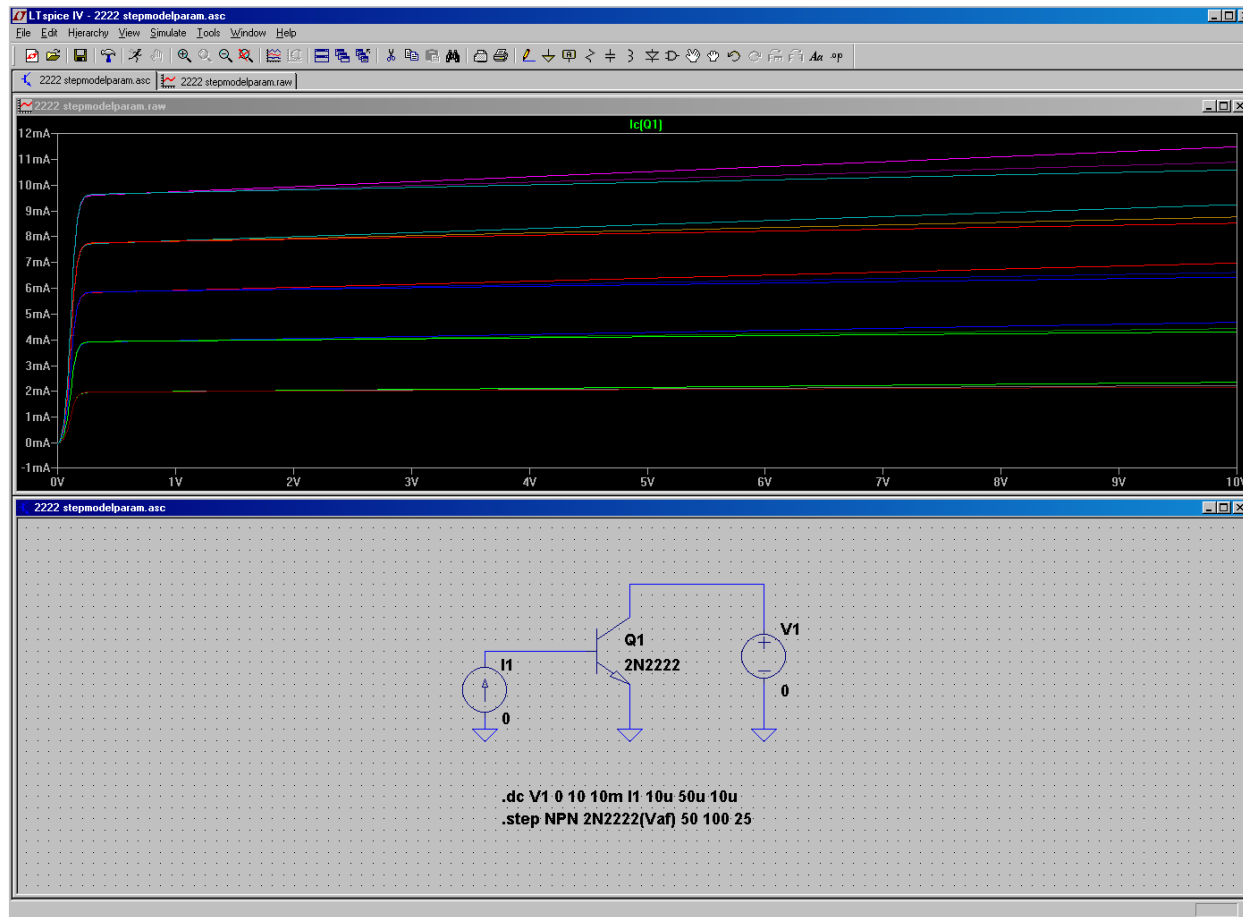 LTspice IV - 2222 stepmodelparam.asc
File Edit Hierarchy View Simulate Tools Window Help
2222 stepmodelparam.asc 2222 stepmodelparam.raw
2222 stepmodelparam.raw
Ic(Q1)
12mA
11mA
10mA
9mA
8mA
7mA
6mA
5mA
4mA
3mA
2mA
1mA
0mA
-1mA
0V 1V 2V 3V 4V 5V 6V 7V 8V 9V 10V
2222 stepmodelparam.asc
V1
Q1
I1
2N2222
0
0
.dc V1 0 10 10m I1 10u 50u 10u
.step NPN 2N2222(Vaf) 50 100 25